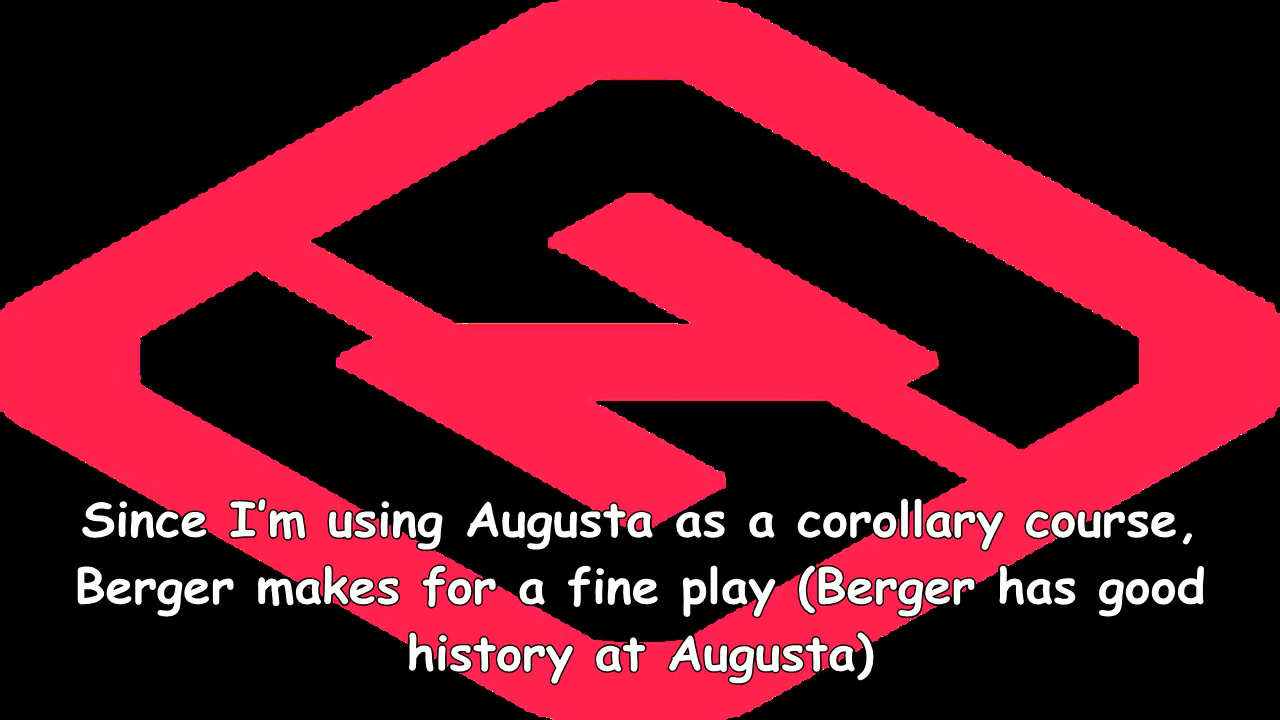 Since I'm using Augusta as a corollary course,
Berger makes for a fine play (Berger has good
history at Augusta)